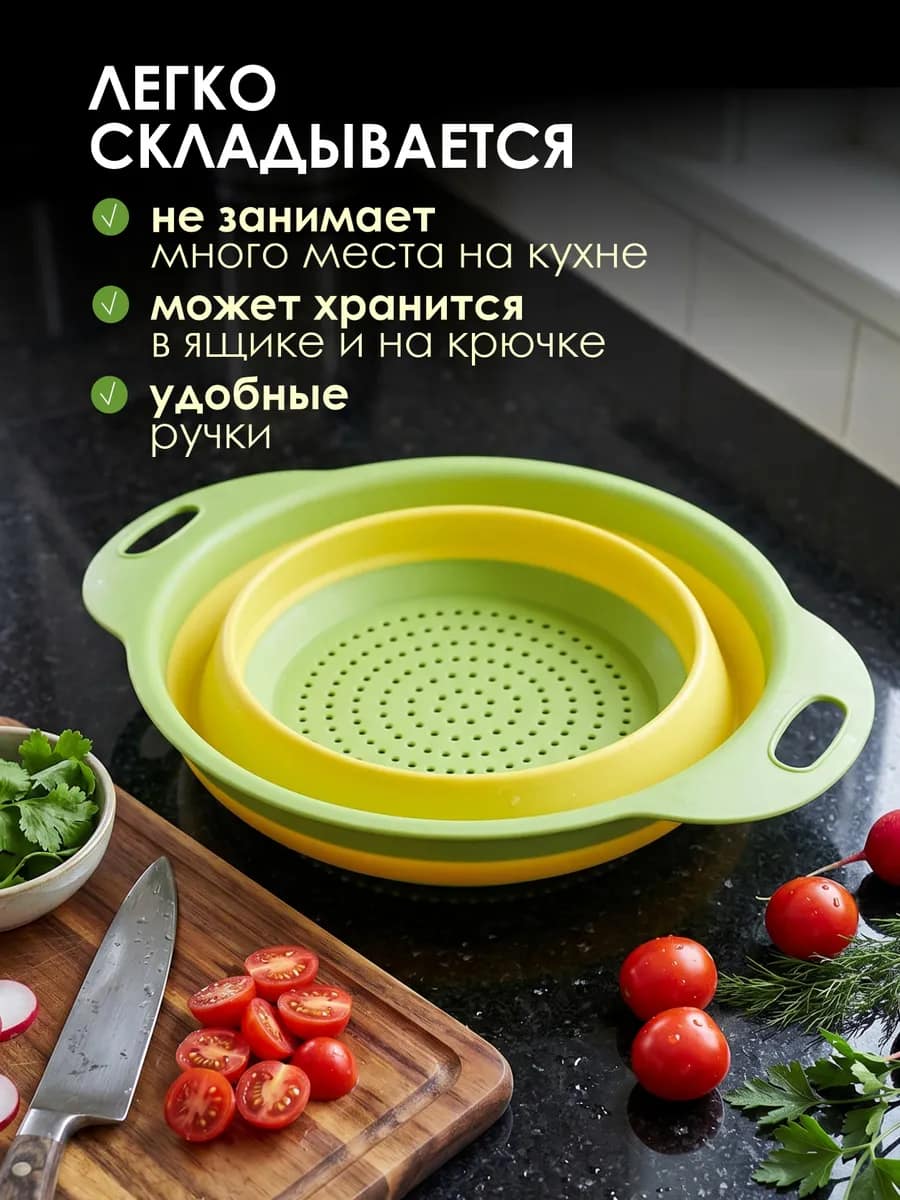 ЛЕГКО
СКЛАДЫВАЕТСЯ
не занимает
много места на кухне
может хранится
в ящике и на крючке
удобные
ручки